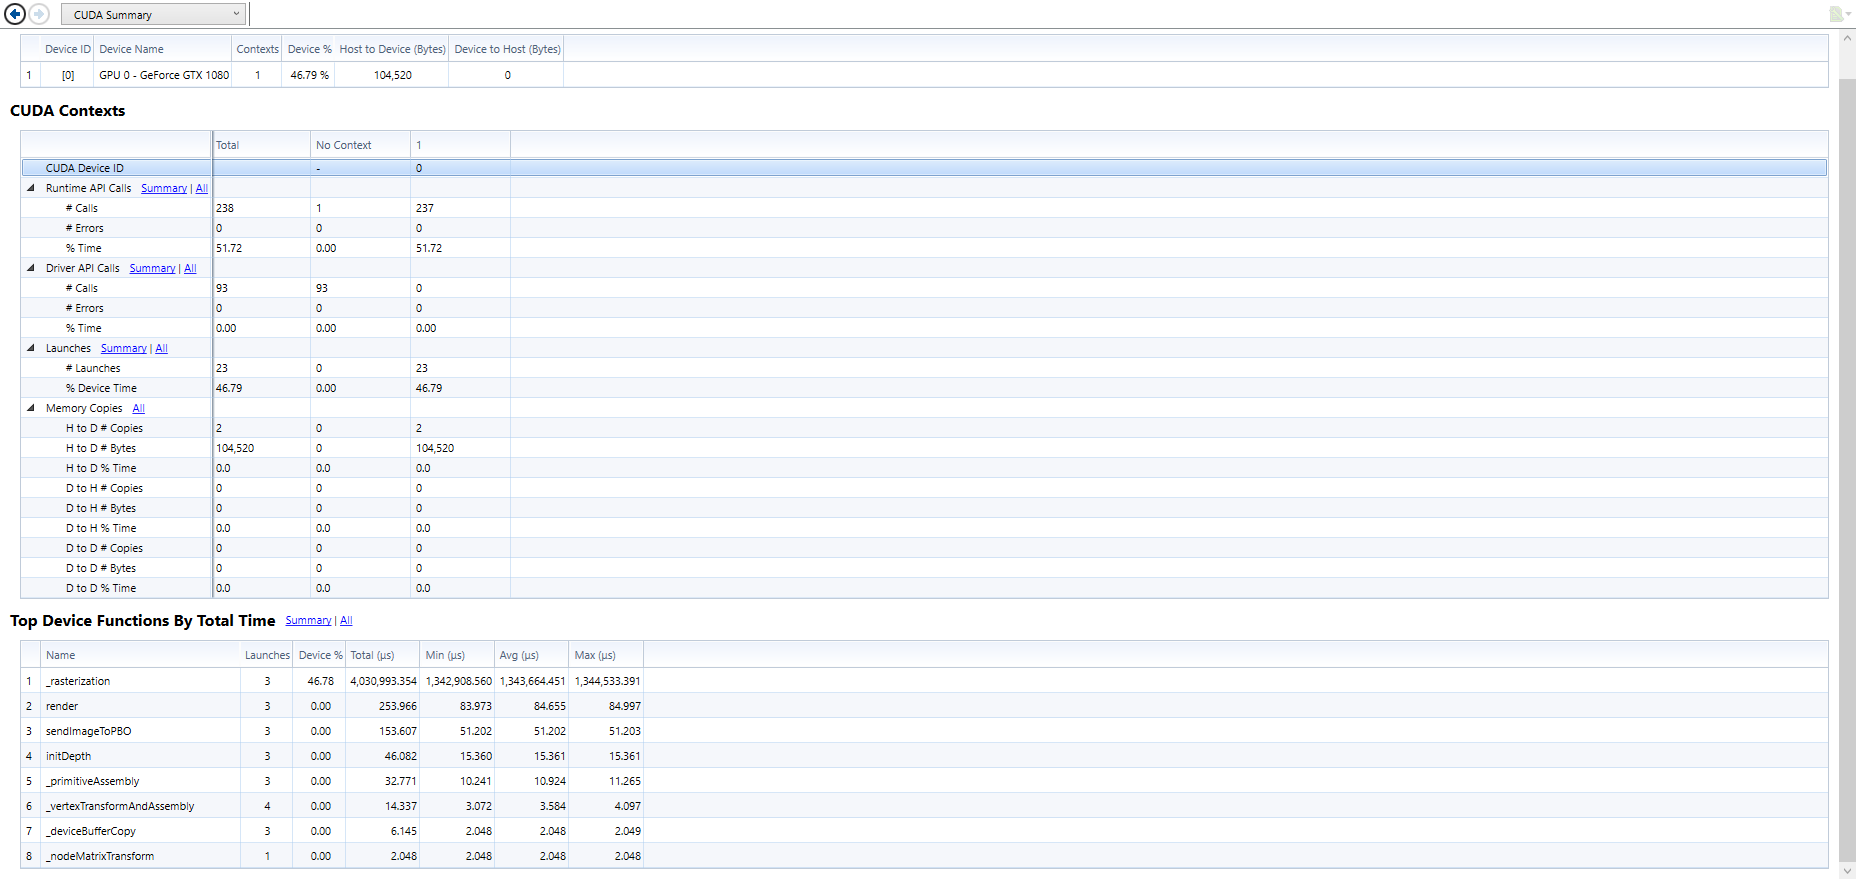 CUDA Summary
Device ID Device Name Contexts Device % Host to Device (Bytes) Device to Host (Bytes)
1 [0] GPU 0 - GeForce GTX 1080 1 46.79 % 104,520 0
CUDA Contexts
Total No Context 1
CUDA Device ID - 0
Runtime API Calls Summary | All
# Calls 238 1 237
# Errors 0 0 0
% Time 51.72 0.00 51.72
Driver API Calls Summary | All
# Calls 93 93 0
# Errors 0 0 0
% Time 0.00 0.00 0.00
Launches Summary | All
# Launches 23 0 23
% Device Time 46.79 0.00 46.79
Memory Copies All
H to D # Copies 2 0 2
H to D # Bytes 104,520 0 104,520
H to D % Time 0.0 0.0 0.0
D to H # Copies 0 0 0
D to H # Bytes 0 0 0
D to H % Time 0.0 0.0 0.0
D to D # Copies 0 0 0
D to D # Bytes 0 0 0
D to D % Time 0.0 0.0 0.0
Top Device Functions By Total Time Summary | All
Name Launches Device % Total (µs) Min (µs) Avg (µs) Max (µs)
1 _rasterization 3 46.78 4,030,993.354 1,342,908.560 1,343,664.451 1,344,533.391
2 render 3 0.00 253.966 83.973 84.655 84.997
3 sendImageToPBO 3 0.00 153.607 51.202 51.202 51.203
4 initDepth 3 0.00 46.082 15.360 15.361 15.361
5 _primitiveAssembly 3 0.00 32.771 10.241 10.924 11.265
6 _vertexTransformAndAssembly 4 0.00 14.337 3.072 3.584 4.097
7 _deviceBufferCopy 3 0.00 6.145 2.048 2.048 2.049
8 _nodeMatrixTransform 1 0.00 2.048 2.048 2.048 2.048